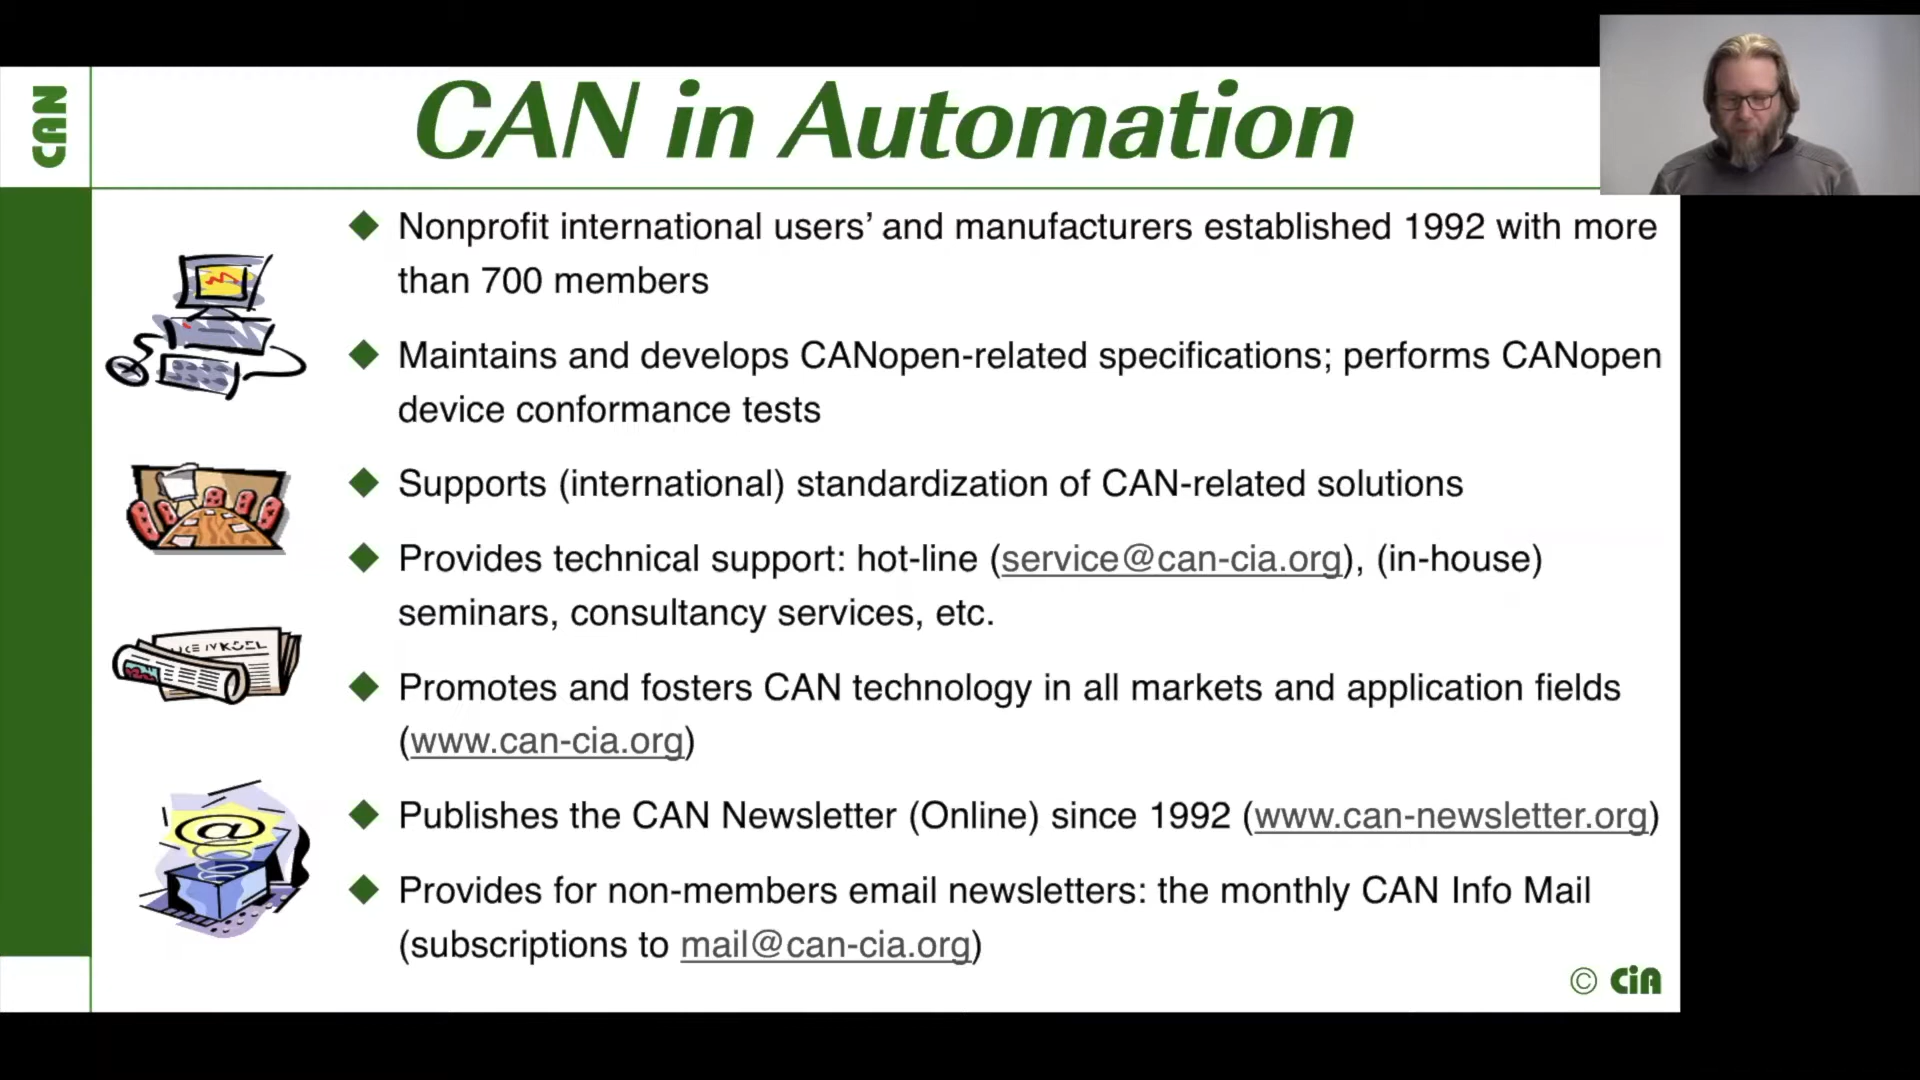 CAN
CAN in Automation
Nonprofit international users’ and manufacturers established 1992 with more
than 700 members
Maintains and develops CANopen-related specifications; performs CANopen
device conformance tests
Supports (international) standardization of CAN-related solutions
Provides technical support: hot-line (service@can-cia.org), (in-house)
seminars, consultancy services, etc.
Promotes and fosters CAN technology in all markets and application fields
(www.can-cia.org)
Publishes the CAN Newsletter (Online) since 1992 (www.can-newsletter.org)
@
Provides for non-members email newsletters: the monthly CAN Info Mail
(subscriptions to mail@can-cia.org)
© CiA